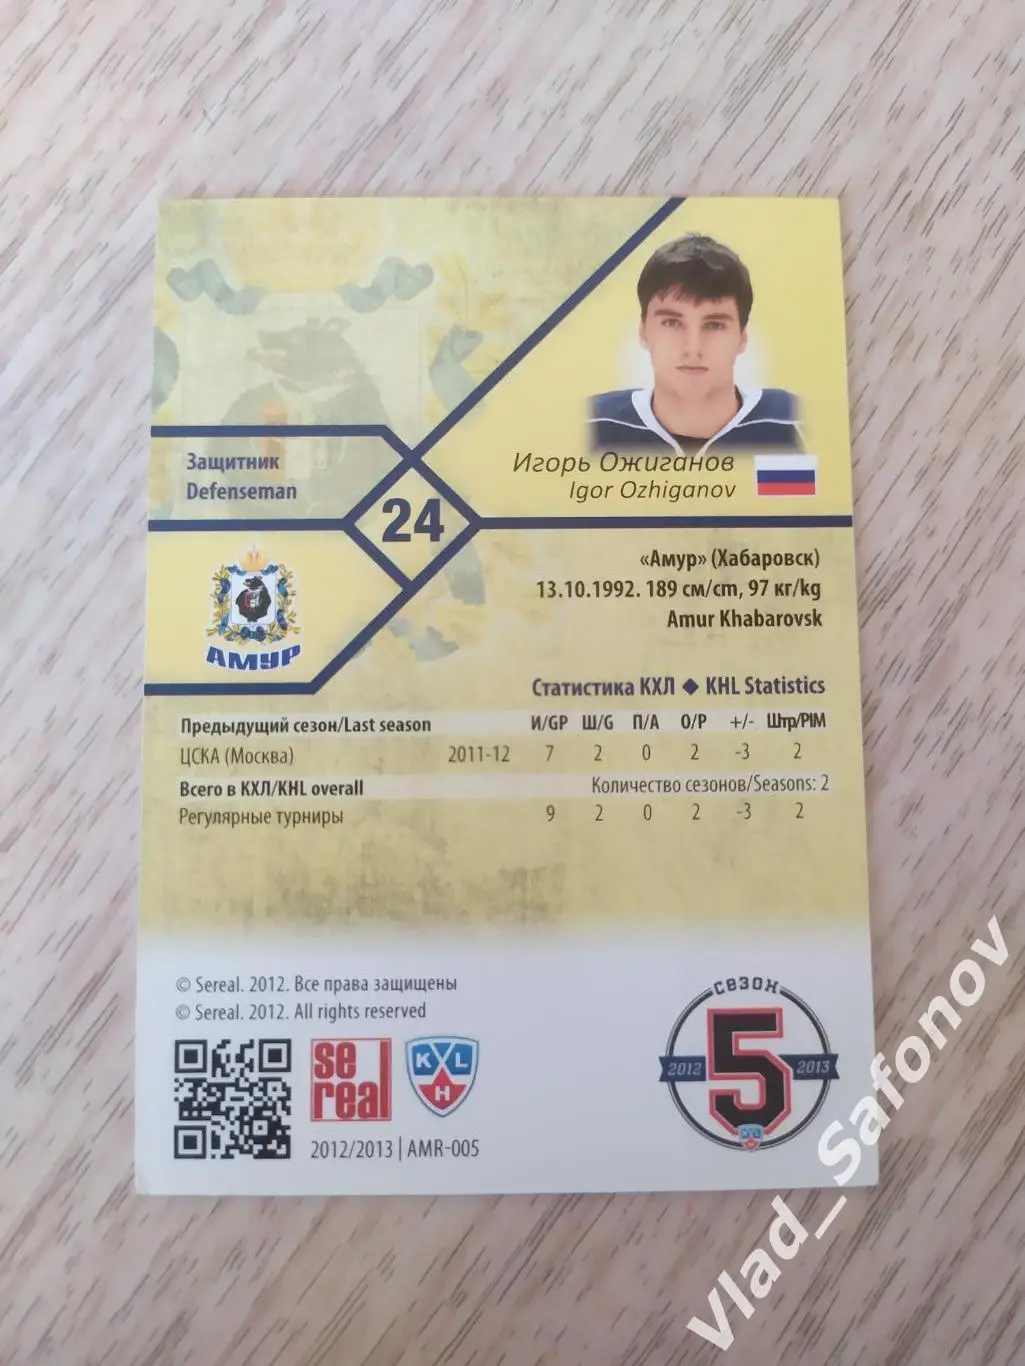 Игорь Ожиганов
Igor Ozhiganov
Защитник
Defenseman
24
АМУР
«Амур» (Хабаровск)
13.10.1992. 189 см/cm, 97 кг/kg
Amur Khabarovsk
Статистика КХЛ ◆ KHL Statistics
Предыдущий сезон/Last season И/GP Ш/G П/A О/P +/- Штр/PIM
ЦСКА (Москва) 2011-12 7 2 0 2 -3 2
Всего в КХЛ/KHL overall Количество сезонов/Seasons: 2
Регулярные турниры 9 2 0 2 -3 2
© Sereal. 2012. Все права защищены
© Sereal. 2012. All rights reserved
se real
KHL
2012/2013 | AMR-005
СЕЗОН
2012 5 2013
KHL
Vlad_Safonov